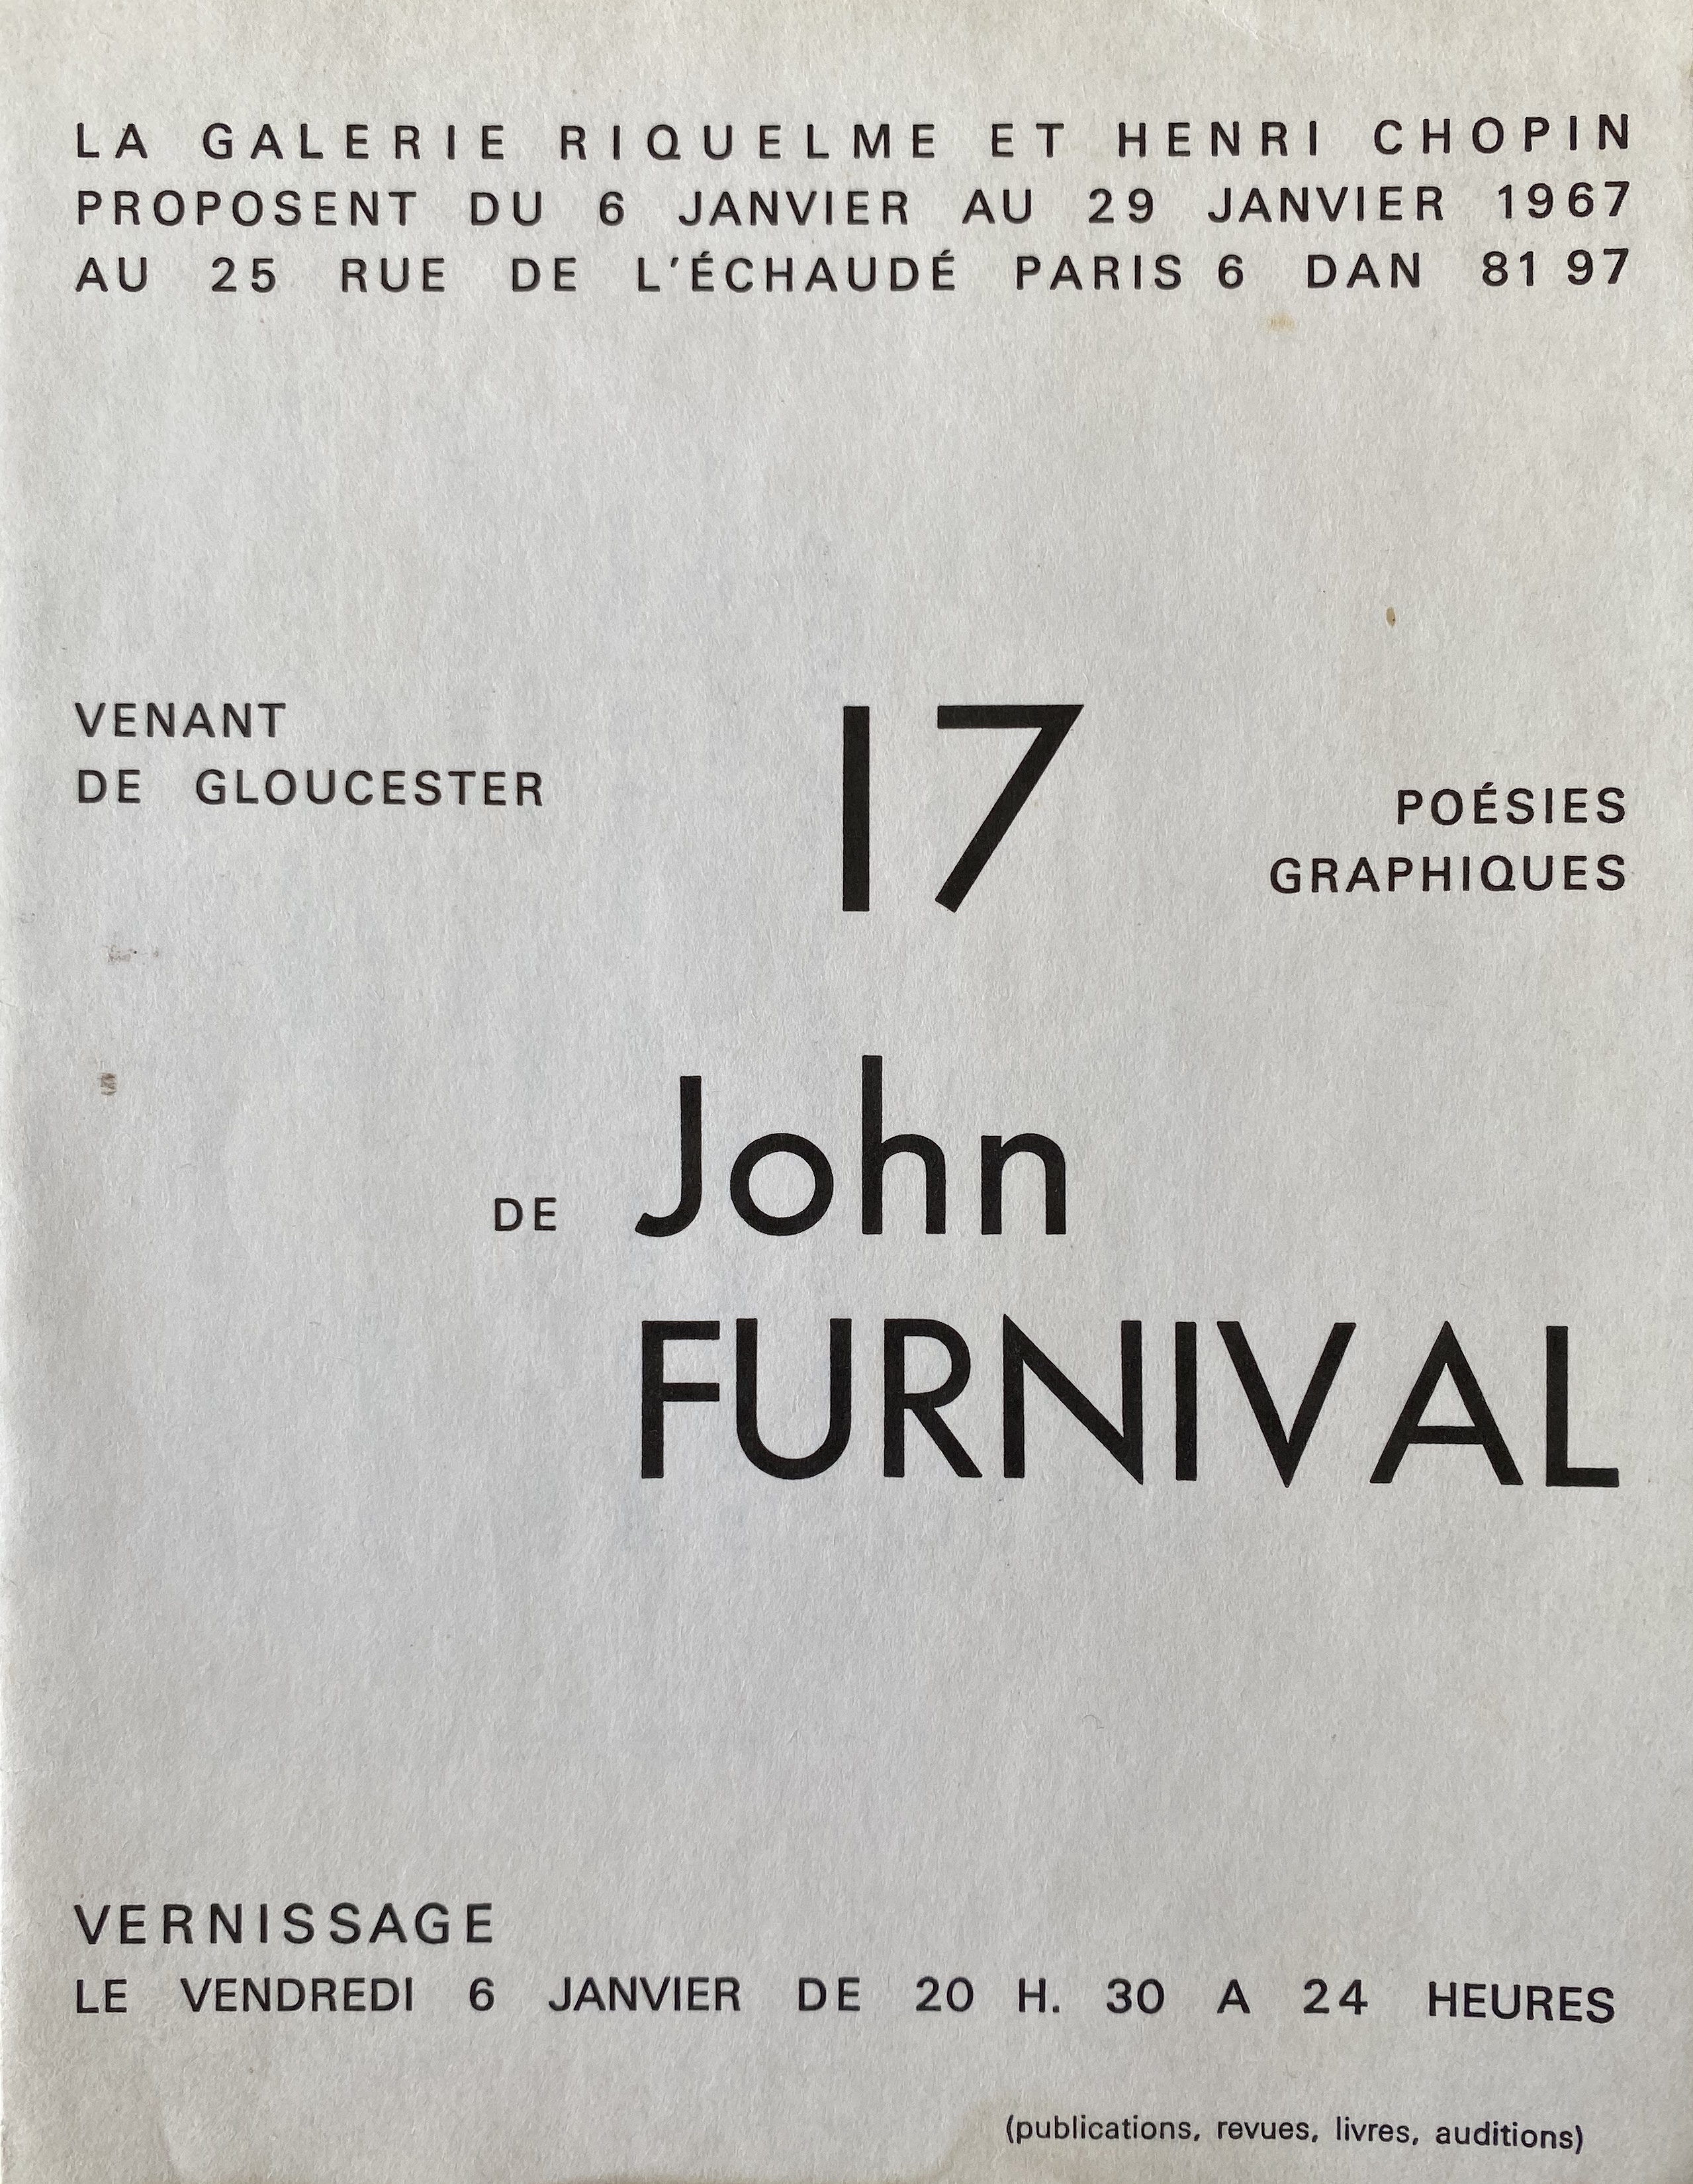 LA GALERIE RIQUELME ET HENRI CHOPIN
PROPOSENT DU 6 JANVIER AU 29 JANVIER 1967
AU 25 RUE DE L'ÉCHAUDÉ PARIS 6 DAN 81 97
VENANT
DE GLOUCESTER
17
POÉSIES
GRAPHIQUES
DE John
FURNIVAL
VERNISSAGE
LE VENDREDI 6 JANVIER DE 20 H. 30 A 24 HEURES
(publications, revues, livres, auditions)